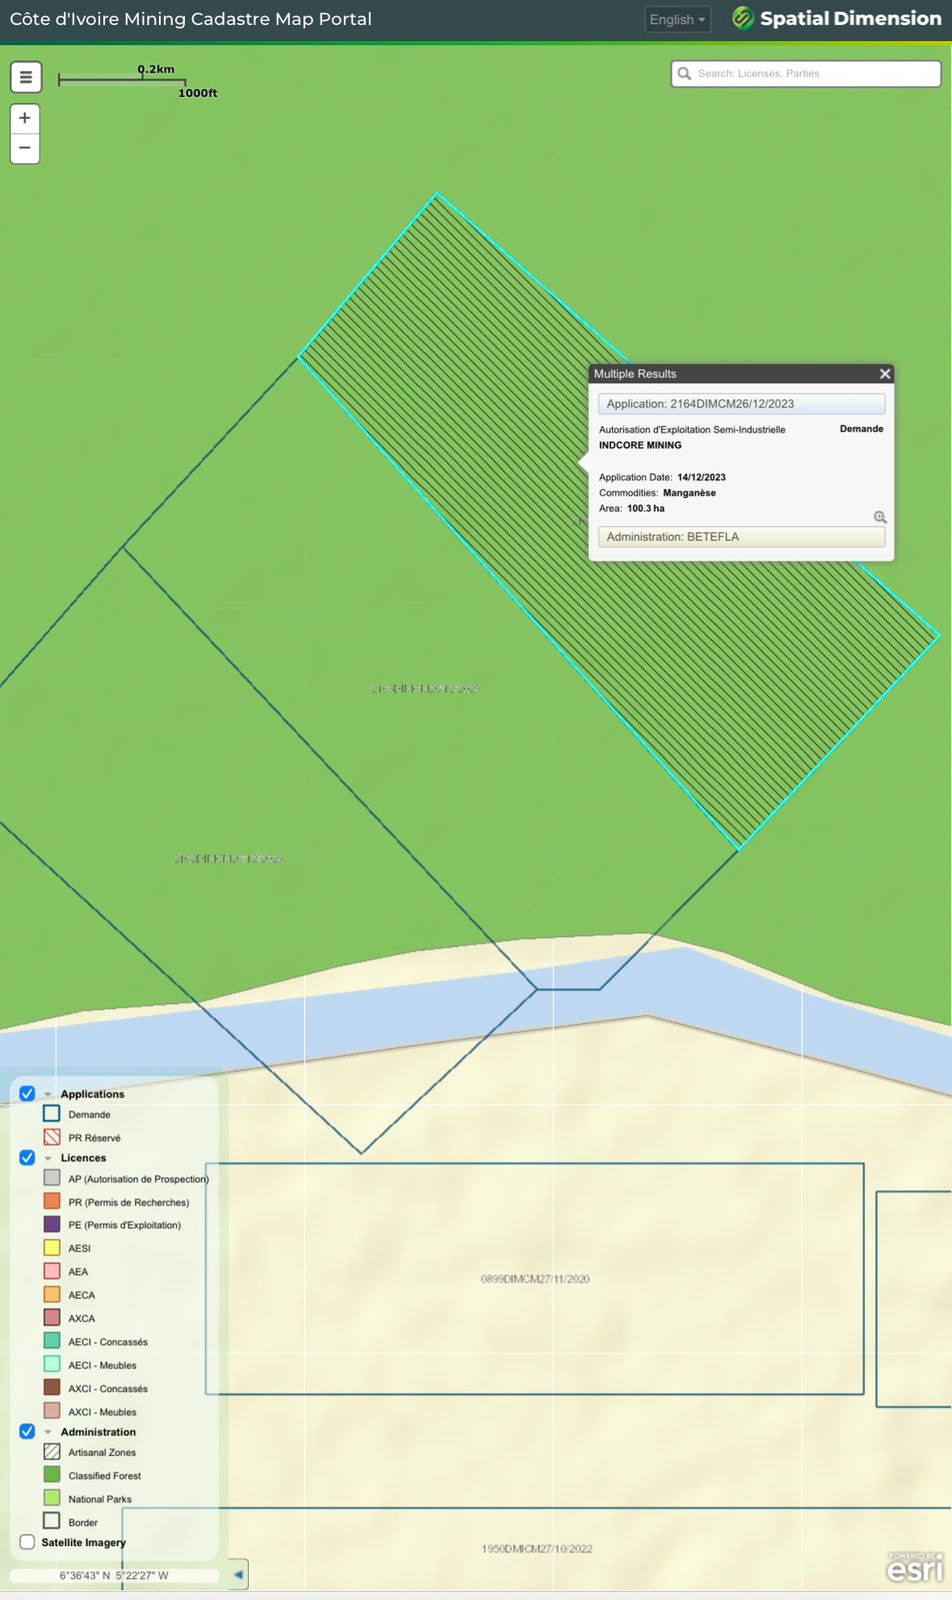 Côte d'Ivoire Mining Cadastre Map Portal
English
Spatial Dimension
0.2km
1000ft
Search: Licenses, Parties
+
−
Multiple Results
Application: 2164DIMCM26/12/2023
Autorisation d'Exploitation Semi-Industrielle
Demande
INDCORE MINING
Application Date: 14/12/2023
Commodities: Manganèse
Area: 100.3 ha
Administration: BETEFLA
Applications
Demande
PR Réservé
Licences
AP (Autorisation de Prospection)
PR (Permis de Recherches)
PE (Permis d'Exploitation)
AESI
AEA
AECA
AXCA
AECI - Concassés
AECI - Meubles
AXCI - Concassés
AXCI - Meubles
Administration
Artisanal Zones
Classified Forest
National Parks
Border
Satellite Imagery
6°36'43" N 5°22'27" W
0899DIMCM27/11/2020
1950DMICM27/10/2022
POWERED BY
esri